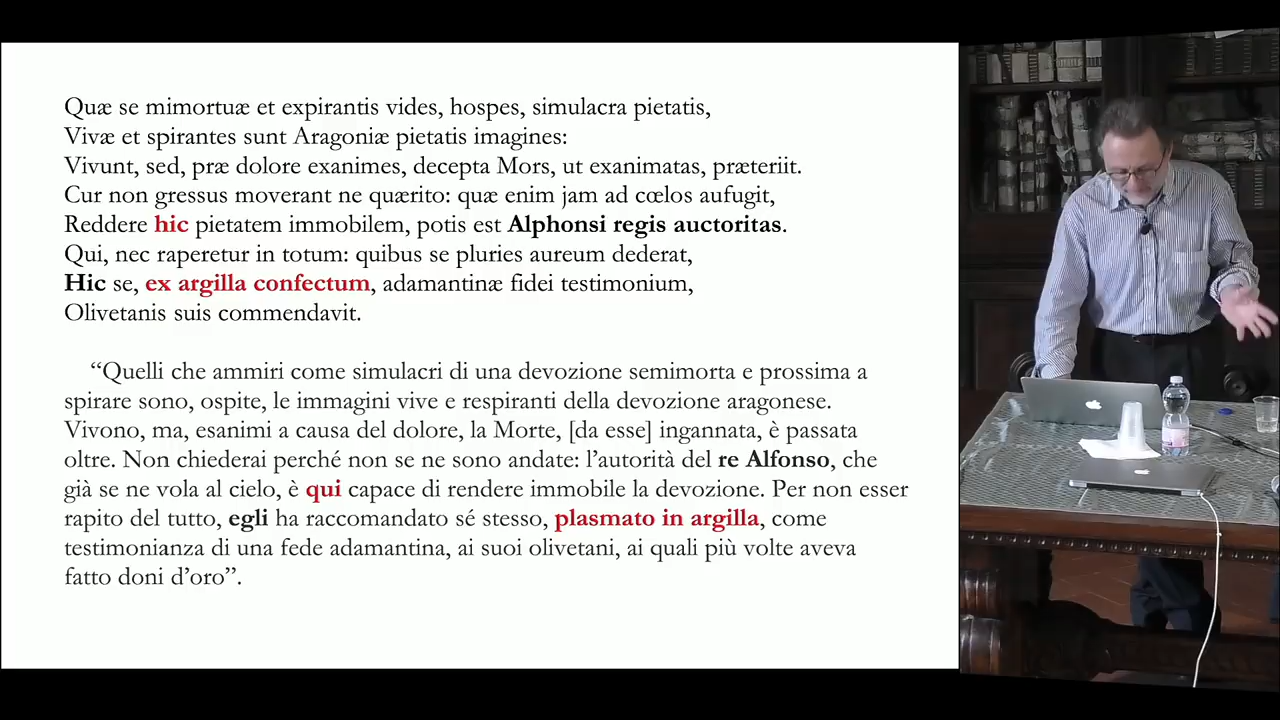 Quæ se mimortuæ et expirantis vides, hospes, simulacra pietatis,
Vivæ et spirantes sunt Aragoniæ pietatis imagines:
Vivunt, sed, præ dolore exanimes, decepta Mors, ut exanimatas, præteriit.
Cur non gressus moverant ne quærito: quæ enim jam ad cœlos aufugit,
Reddere hic pietatem immobilem, potis est Alphonsi regis auctoritas.
Qui, nec raperetur in totum: quibus se pluries aureum dederat,
Hic se, ex argilla confectum, adamantinæ fidei testimonium,
Olivetanis suis commendavit.
“Quelli che ammiri come simulacri di una devozione semimorta e prossima a
spirare sono, ospite, le immagini vive e respiranti della devozione aragonese.
Vivono, ma, esanimi a causa del dolore, la Morte, [da esse] ingannata, è passata
oltre. Non chiederai perché non se ne sono andate: l’autorità del re Alfonso, che
già se ne vola al cielo, è qui capace di rendere immobile la devozione. Per non esser
rapito del tutto, egli ha raccomandato sé stesso, plasmato in argilla, come
testimonianza di una fede adamantina, ai suoi olivetani, ai quali più volte aveva
fatto doni d’oro”.